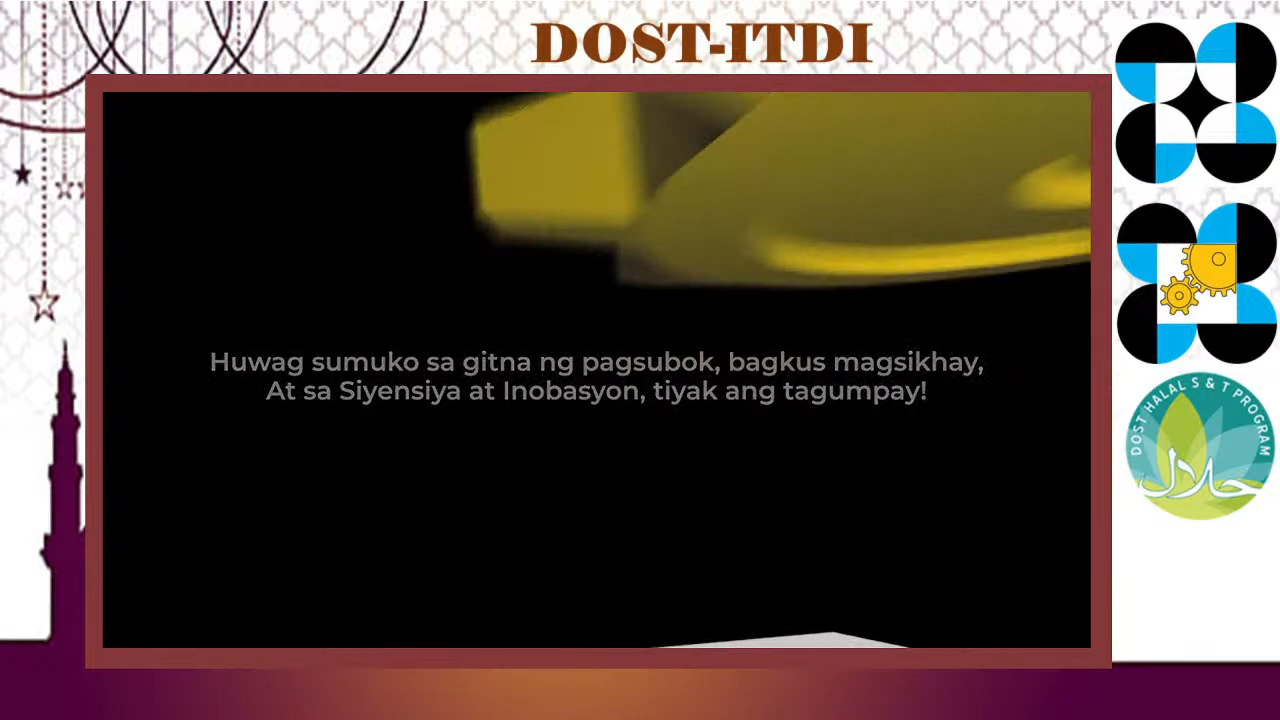 DOST-ITDI
Huwag sumuko sa gitna ng pagsubok, bagkus magsikhay,
At sa Siyensiya at Inobasyon, tiyak ang tagumpay!
DOST HALAL S & T PROGRAM
حلال